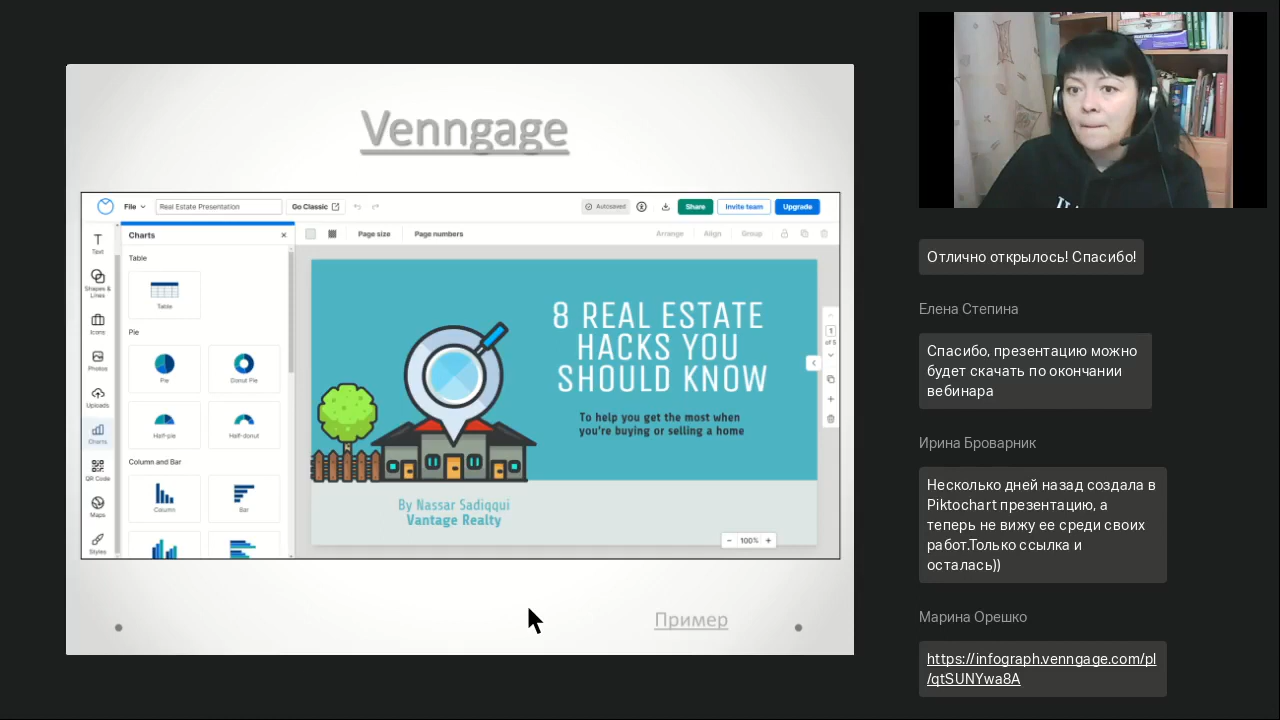 Venngage
File
Real Estate Presentation
Go Classic
Autosaved
Share
Invite team
Upgrade
Text
Shapes &
Lines
Icons
Photos
Uploads
Charts
QR Code
Maps
Styles
Charts
Table
Table
Pie
Pie
Donut Pie
Half-pie
Half-donut
Column and Bar
Column
Bar
Page size
Page numbers
Arrange
Align
Group
8 REAL ESTATE
HACKS YOU
SHOULD KNOW
To help you get the most when
you're buying or selling a home
By Nassar Sadiqqui
Vantage Realty
1
of 5
− 100% +
Пример
Отлично открылось! Спасибо!
Елена Степина
Спасибо, презентацию можно
будет скачать по окончании
вебинара
Ирина Броварник
Несколько дней назад создала в
Piktochart презентацию, а
теперь не вижу ее среди своих
работ.Только ссылка и
осталась))
Марина Орешко
https://infograph.venngage.com/pl
/qtSUNYwa8A